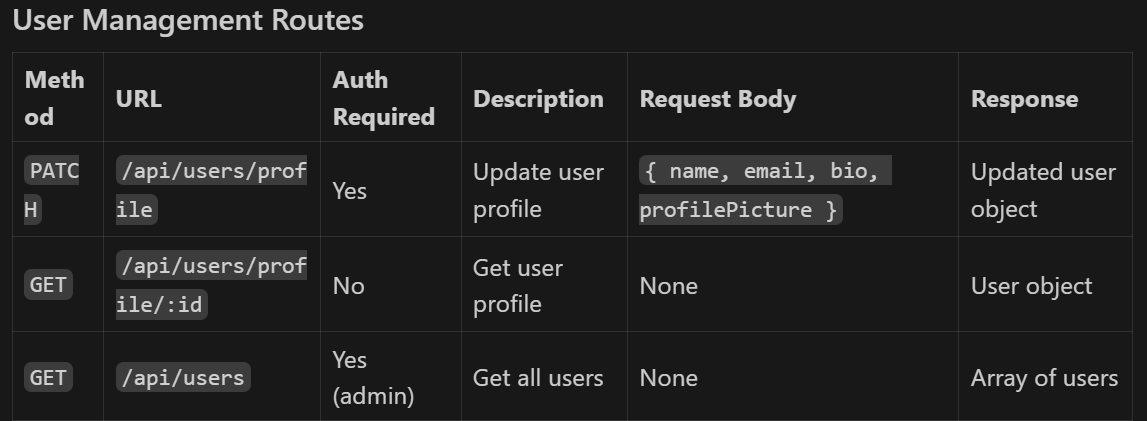 User Management Routes
Meth
od
URL
Auth
Required
Description
Request Body
Response
PATC
H
/api/users/prof
ile
Yes
Update user
profile
{ name, email, bio,
profilePicture }
Updated user
object
GET
/api/users/prof
ile/:id
No
Get user
profile
None
User object
GET
/api/users
Yes
(admin)
Get all users
None
Array of users